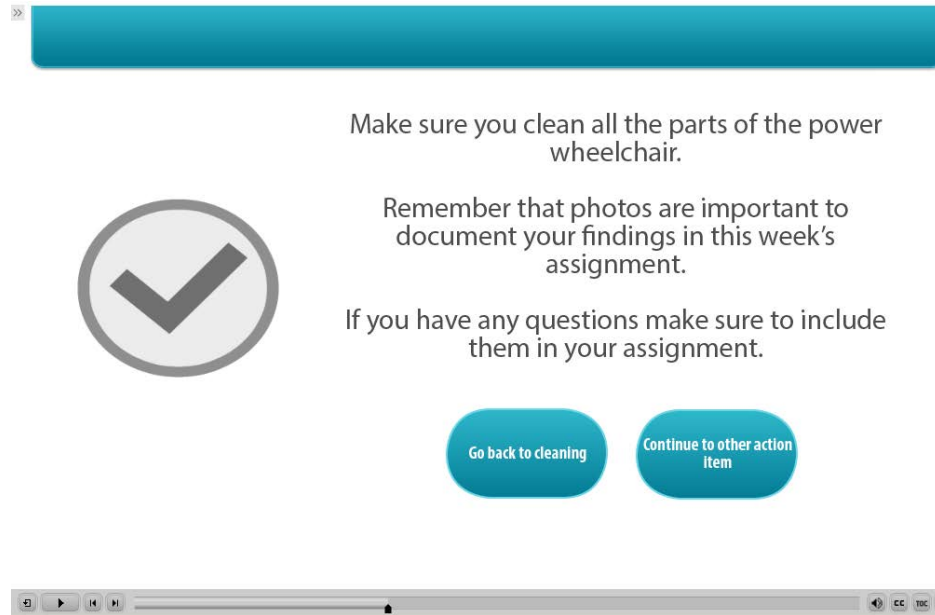 Make sure you clean all the parts of the power
wheelchair.
Remember that photos are important to
document your findings in this week’s
assignment.
If you have any questions make sure to include
them in your assignment.
Go back to cleaning
Continue to other action
item
CC
TOC